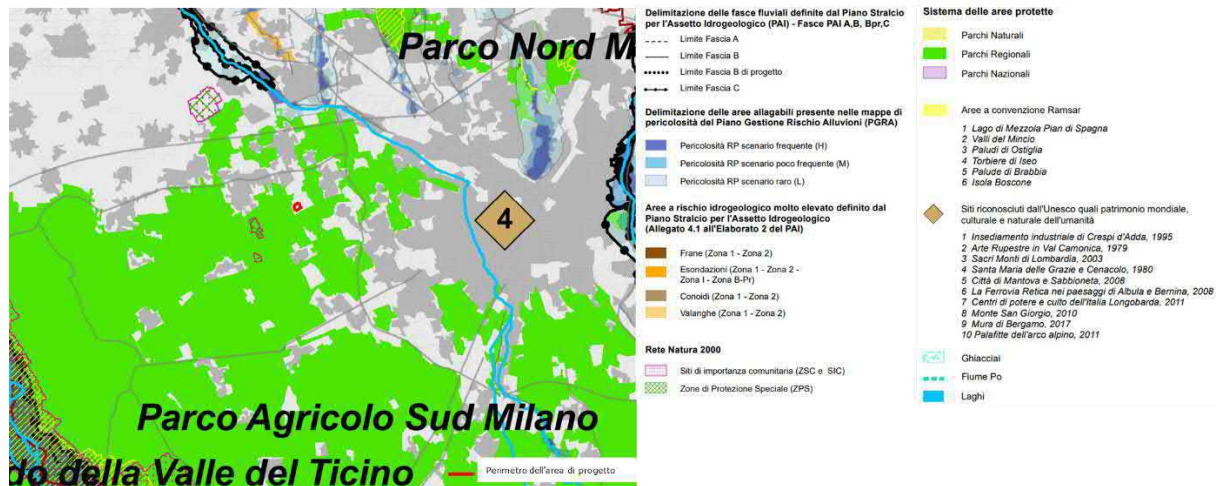 Parco Nord M
4
Parco Agricolo Sud Milano
do della Valle del Ticino
Perimetro dell'area di progetto
Delimitazione delle fasce fluviali definite dal Piano Stralcio
per l'Assetto Idrogeologico (PAI) - Fasce PAI A,B, Bpr,C
Limite Fascia A
Limite Fascia B
Limite Fascia B di progetto
Limite Fascia C
Delimitazione delle aree allagabili presente nelle mappe di
pericolosità del Piano Gestione Rischio Alluvioni (PGRA)
Pericolosità RP scenario frequente (H)
Pericolosità RP scenario poco frequente (M)
Pericolosità RP scenario raro (L)
Aree a rischio idrogeologico molto elevato definito dal
Piano Stralcio per l'Assetto Idrogeologico
(Allegato 4.1 all'Elaborato 2 del PAI)
Frane (Zona 1 - Zona 2)
Esondazioni (Zona 1 - Zona 2 -
Zona I - Zona B-Pr)
Conoidi (Zona 1 - Zona 2)
Valanghe (Zona 1 - Zona 2)
Rete Natura 2000
Siti di importanza comunitaria (ZSC e SIC)
Zone di Protezione Speciale (ZPS)
Sistema delle aree protette
Parchi Naturali
Parchi Regionali
Parchi Nazionali
Aree a convenzione Ramsar
1 Lago di Mezzola Pian di Spagna
2 Valli del Mincio
3 Paludi di Ostiglia
4 Torbiere di Iseo
5 Palude di Brabbia
6 Isola Boscone
Siti riconosciuti dall'Unesco quali patrimonio mondiale,
culturale e naturale dell'umanità
1 Insediamento industriale di Crespi d'Adda, 1995
2 Arte Rupestre in Val Camonica, 1979
3 Sacri Monti di Lombardia, 2003
4 Santa Maria delle Grazie e Cenacolo, 1980
5 Città di Mantova e Sabbioneta, 2008
6 La Ferrovia Retica nei paesaggi di Albula e Bernina, 2008
7 Centri di potere e culto dell'Italia Longobarda, 2011
8 Monte San Giorgio, 2010
9 Mura di Bergamo, 2017
10 Palafitte dell'arco alpino, 2011
Ghiacciai
Fiume Po
Laghi